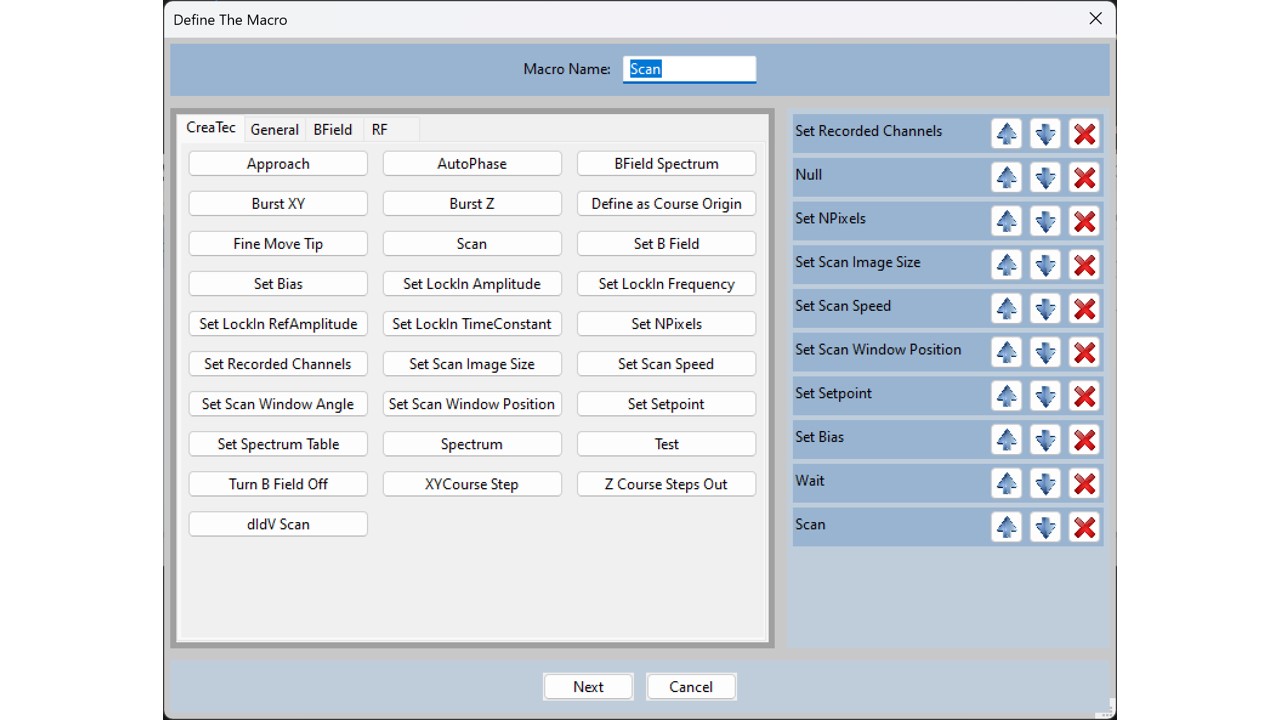 Define The Macro
Macro Name: Scan
CreaTec General BField RF
Approach AutoPhase BField Spectrum
Burst XY Burst Z Define as Course Origin
Fine Move Tip Scan Set B Field
Set Bias Set LockIn Amplitude Set LockIn Frequency
Set LockIn RefAmplitude Set LockIn TimeConstant Set NPixels
Set Recorded Channels Set Scan Image Size Set Scan Speed
Set Scan Window Angle Set Scan Window Position Set Setpoint
Set Spectrum Table Spectrum Test
Turn B Field Off XYCourse Step Z Course Steps Out
dIdV Scan
Set Recorded Channels
Null
Set NPixels
Set Scan Image Size
Set Scan Speed
Set Scan Window Position
Set Setpoint
Set Bias
Wait
Scan
Next Cancel